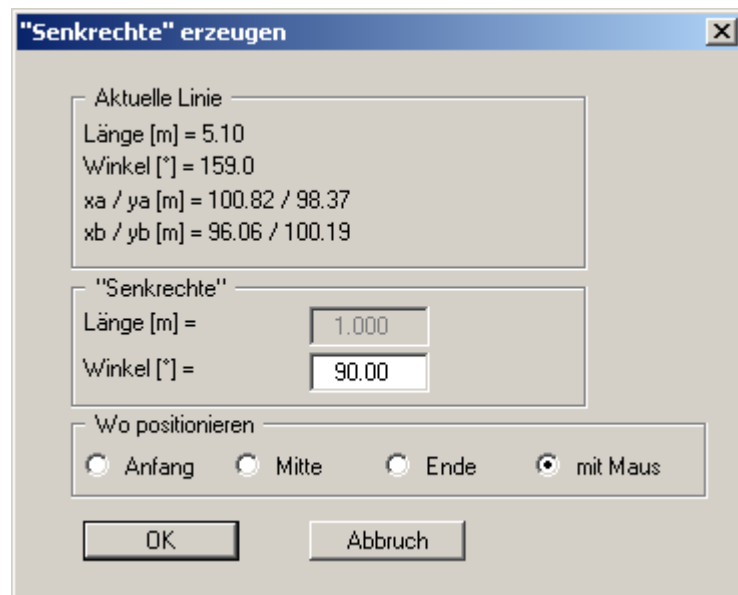 "Senkrechte" erzeugen
Aktuelle Linie
Länge [m] = 5.10
Winkel [°] = 159.0
xa / ya [m] = 100.82 / 98.37
xb / yb [m] = 96.06 / 100.19
"Senkrechte"
Länge [m] = 1.000
Winkel [°] = 90.00
Wo positionieren
Anfang Mitte Ende mit Maus
OK Abbruch